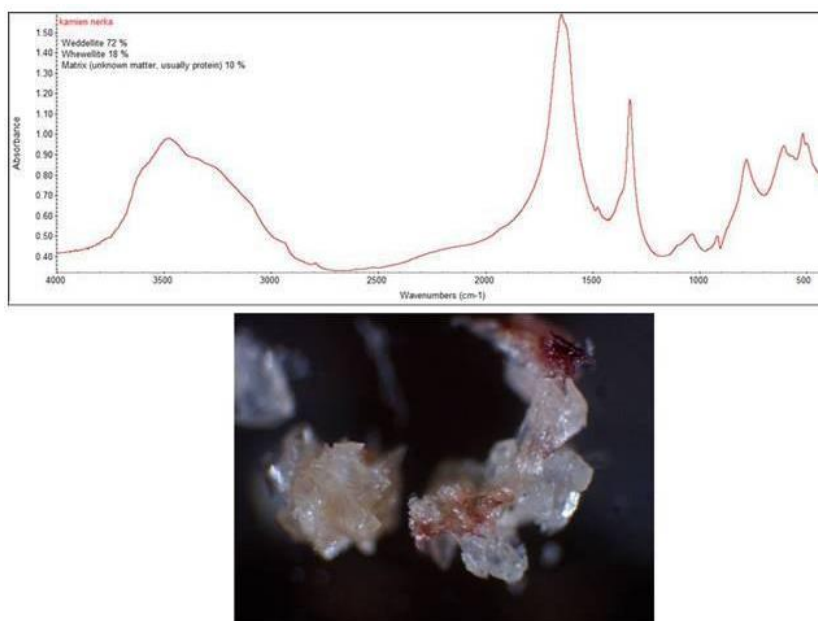 kamien nerka
Weddellite 72 %
Whewellite 18 %
Matrix (unknown matter, usually protein) 10 %
Absorbance
1.50
1.50
1.40
1.30
1.20
1.10
1.00
0.90
0.80
0.70
0.60
0.50
0.40
4000 3500 3000 2500 2000 1500 1000 500
Wavenumbers (cm-1)